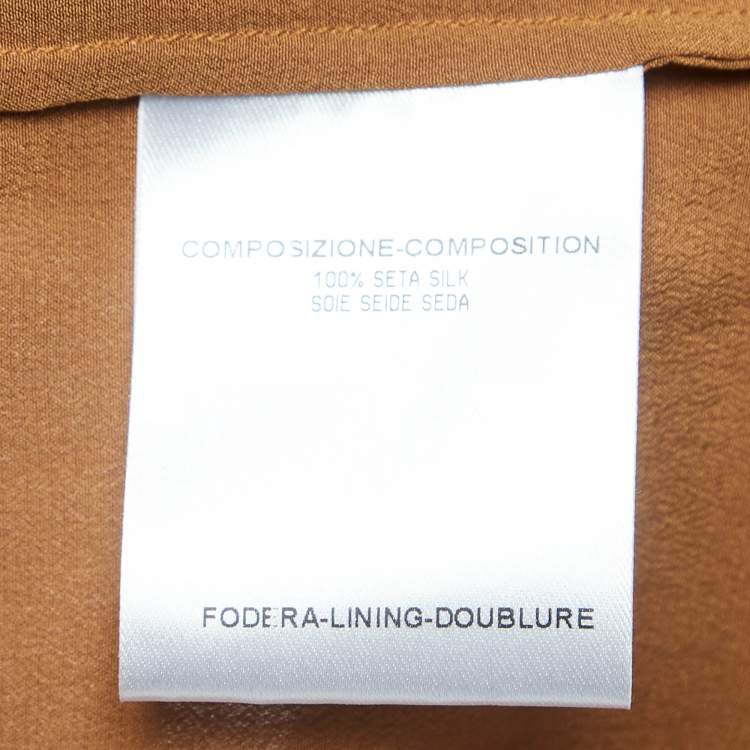 COMPOSIZIONE-COMPOSITION
100% SETA SILK
SOIE SEIDE SEDA
FODERA-LINING-DOUBLURE